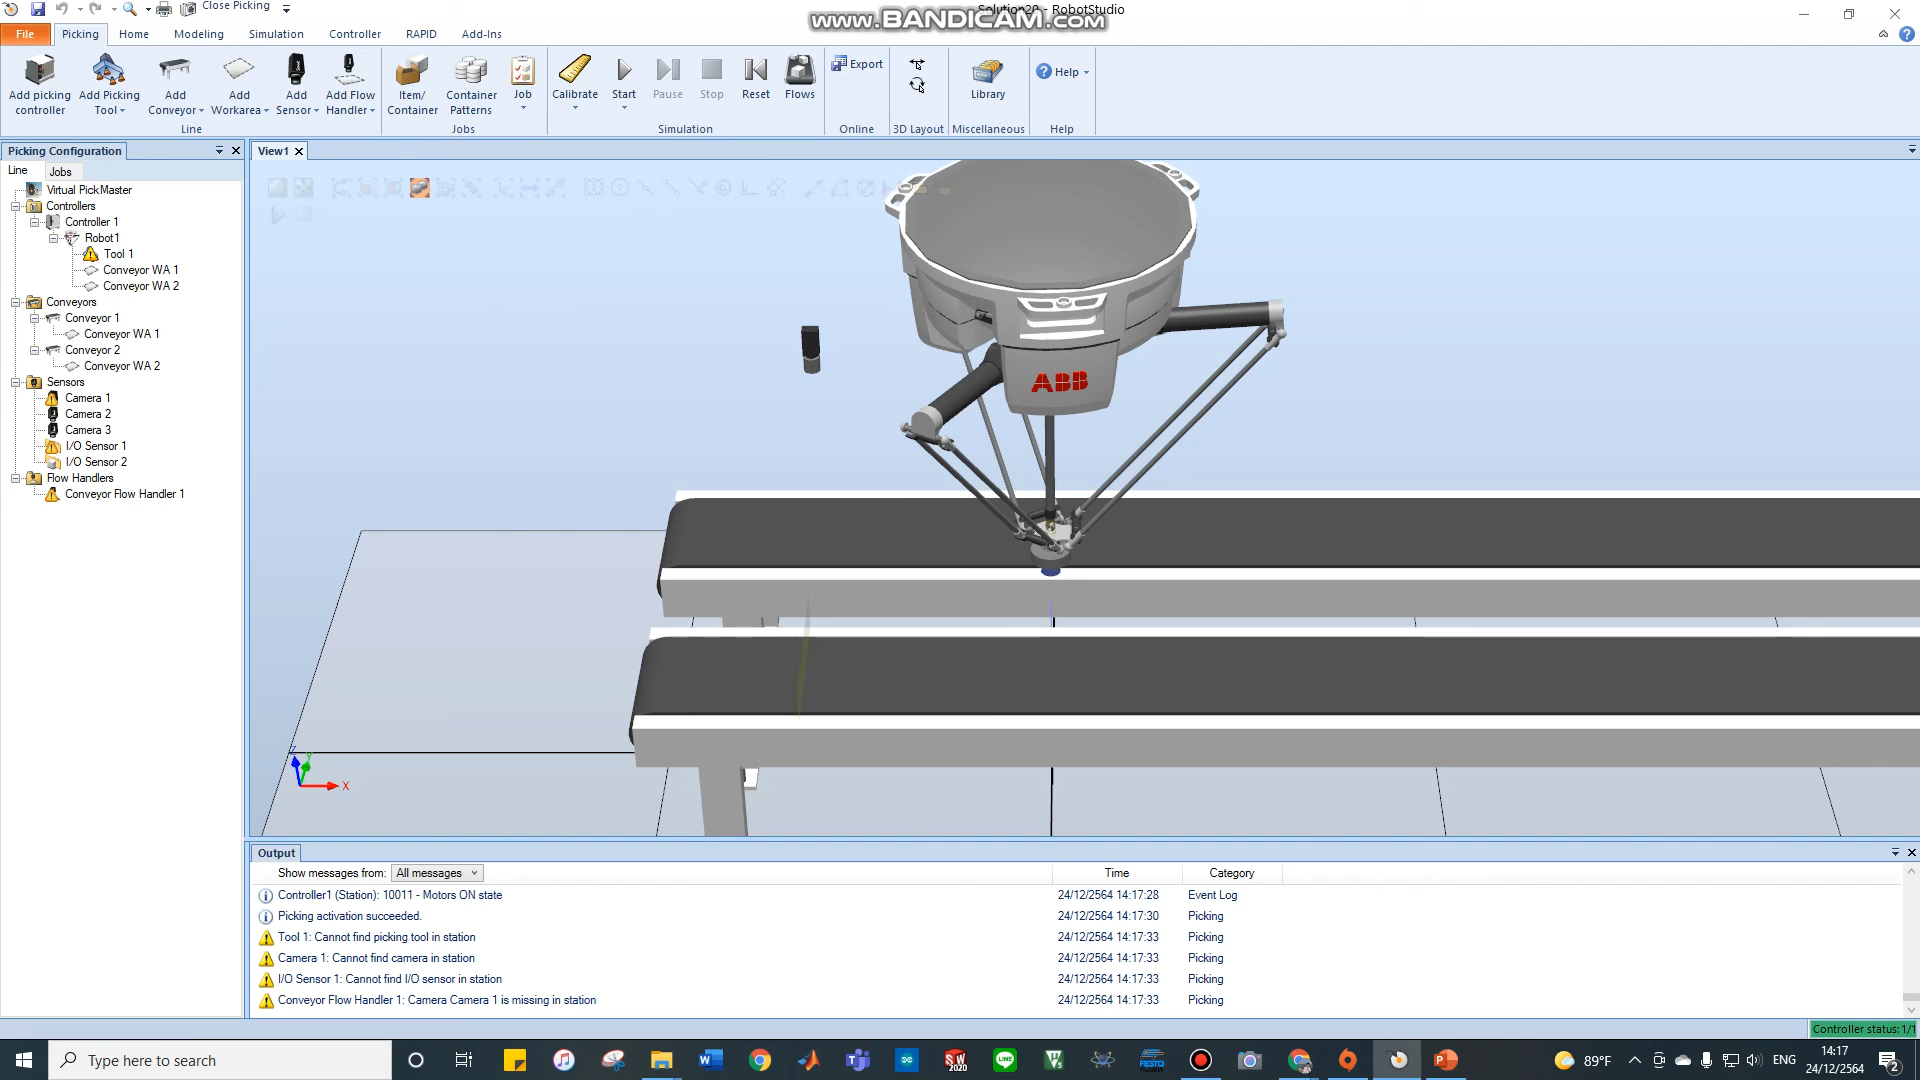 Close Picking
Solution20 - RobotStudio
www.BANDICAM.com
File
Picking
Home
Modeling
Simulation
Controller
RAPID
Add-Ins
Add picking controller
Add Picking Tool
Add Conveyor
Add Workarea
Add Sensor
Add Flow Handler
Item/ Container
Container Patterns
Job
Calibrate
Start
Pause
Stop
Reset
Flows
Export
Library
Help
Line
Jobs
Simulation
Online
3D Layout
Miscellaneous
Help
Picking Configuration
View1
Line
Jobs
Virtual PickMaster
Controllers
Controller 1
Robot1
Tool 1
Conveyor WA 1
Conveyor WA 2
Conveyors
Conveyor 1
Conveyor WA 1
Conveyor 2
Conveyor WA 2
Sensors
Camera 1
Camera 2
Camera 3
I/O Sensor 1
I/O Sensor 2
Flow Handlers
Conveyor Flow Handler 1
ABB
Z
Y
X
Output
Show messages from: All messages
Time
Category
Controller1 (Station): 10011 - Motors ON state 24/12/2564 14:17:28 Event Log
Picking activation succeeded. 24/12/2564 14:17:30 Picking
Tool 1: Cannot find picking tool in station 24/12/2564 14:17:33 Picking
Camera 1: Cannot find camera in station 24/12/2564 14:17:33 Picking
I/O Sensor 1: Cannot find I/O sensor in station 24/12/2564 14:17:33 Picking
Conveyor Flow Handler 1: Camera Camera 1 is missing in station 24/12/2564 14:17:33 Picking
Controller status: 1/1
Type here to search
SW 2020
LINE
FESTO
89°F
ENG
14:17
24/12/2564
2